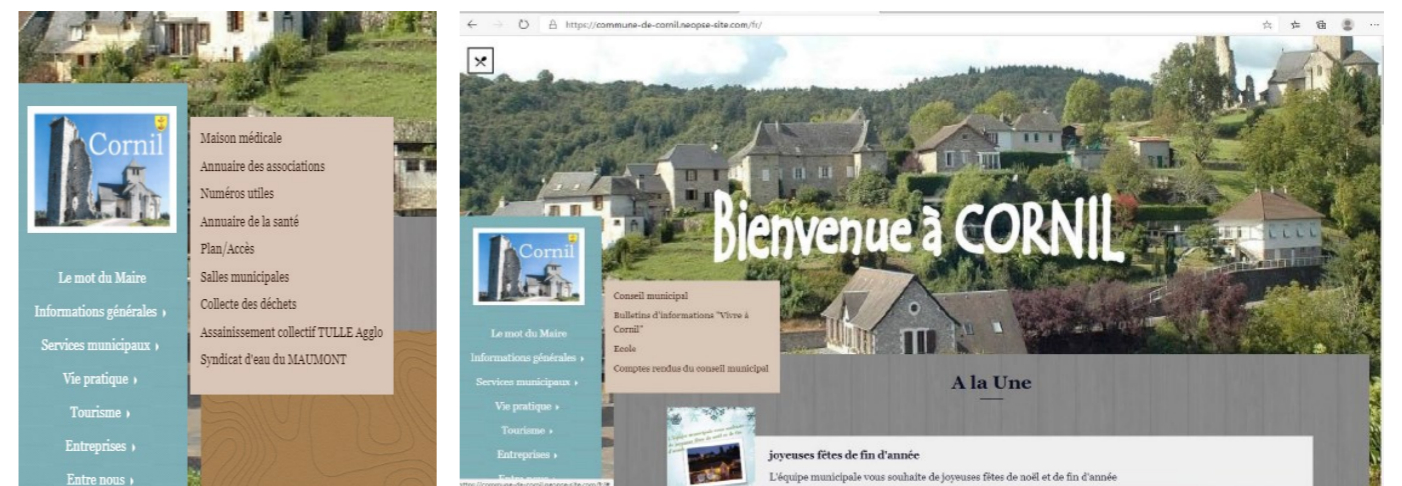 Cornil
Maison médicale
Annuaire des associations
Numéros utiles
Annuaire de la santé
Plan/Accès
Salles municipales
Collecte des déchets
Assainissement collectif TULLE Agglo
Syndicat d'eau du MAUMONT
Le mot du Maire
Informations générales
Services municipaux
Vie pratique
Tourisme
Entreprises
Entre nous
https://commune-de-cornil.neopse-site.com/fr/
Bienvenue à CORNIL
Cornil
Conseil municipal
Bulletins d'informations "Vivre à
Cornil"
Ecole
Comptes rendus du conseil municipal
Le mot du Maire
Informations générales
Services municipaux
Vie pratique
Tourisme
Entreprises
A la Une
joyeuses fêtes de fin d'année
L'équipe municipale vous souhaite de joyeuses fêtes de noël et de fin d'année